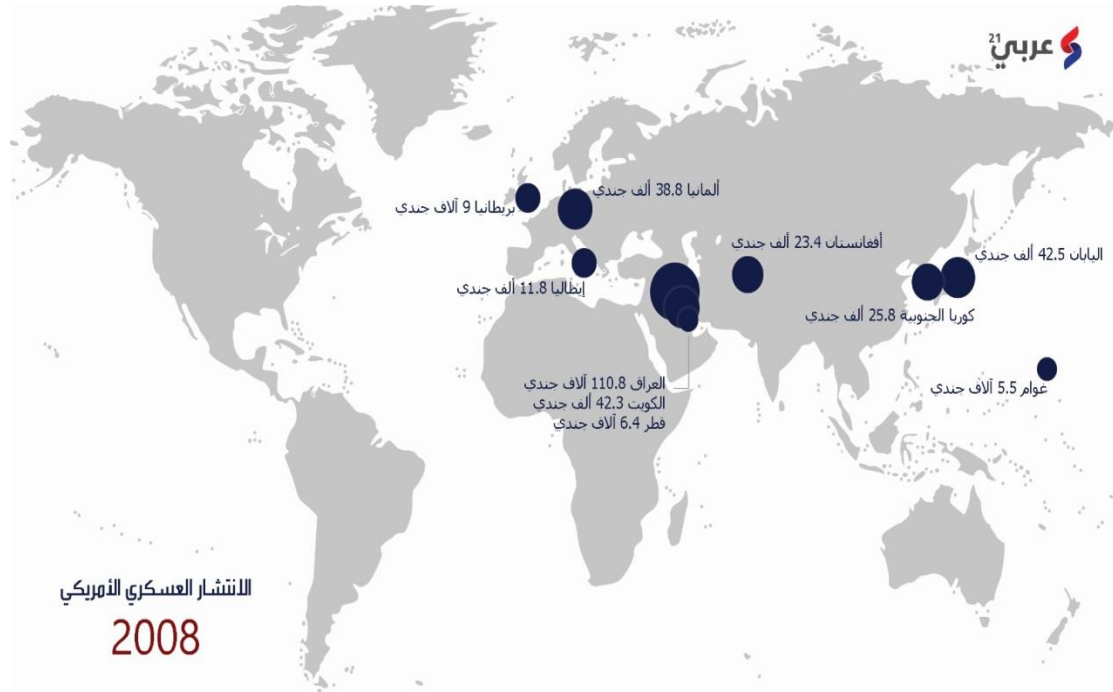 عربي21
ألمانيا 38.8 ألف جندي
بريطانيا 9 آلاف جندي
أفغانستان 23.4 ألف جندي
اليابان 42.5 ألف جندي
إيطاليا 11.8 ألف جندي
كوريا الجنوبية 25.8 ألف جندي
غوام 5.5 آلاف جندي
العراق 110.8 آلاف جندي
الكويت 42.3 ألف جندي
قطر 6.4 آلاف جندي
الانتشار العسكري الأمريكي
2008